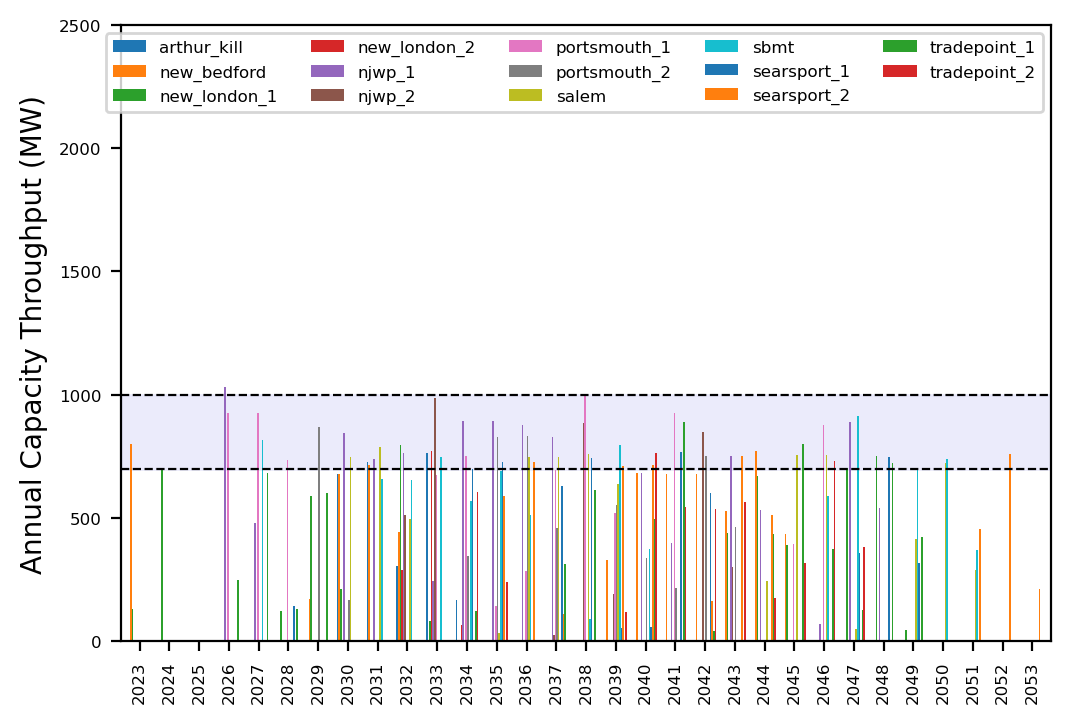 Annual Capacity Throughput (MW)
2500
2000
1500
1000
500
0
arthur_kill
new_bedford
new_london_1
new_london_2
njwp_1
njwp_2
portsmouth_1
portsmouth_2
salem
sbmt
searsport_1
searsport_2
tradepoint_1
tradepoint_2
2023
2024
2025
2026
2027
2028
2029
2030
2031
2032
2033
2034
2035
2036
2037
2038
2039
2040
2041
2042
2043
2044
2045
2046
2047
2048
2049
2050
2051
2052
2053